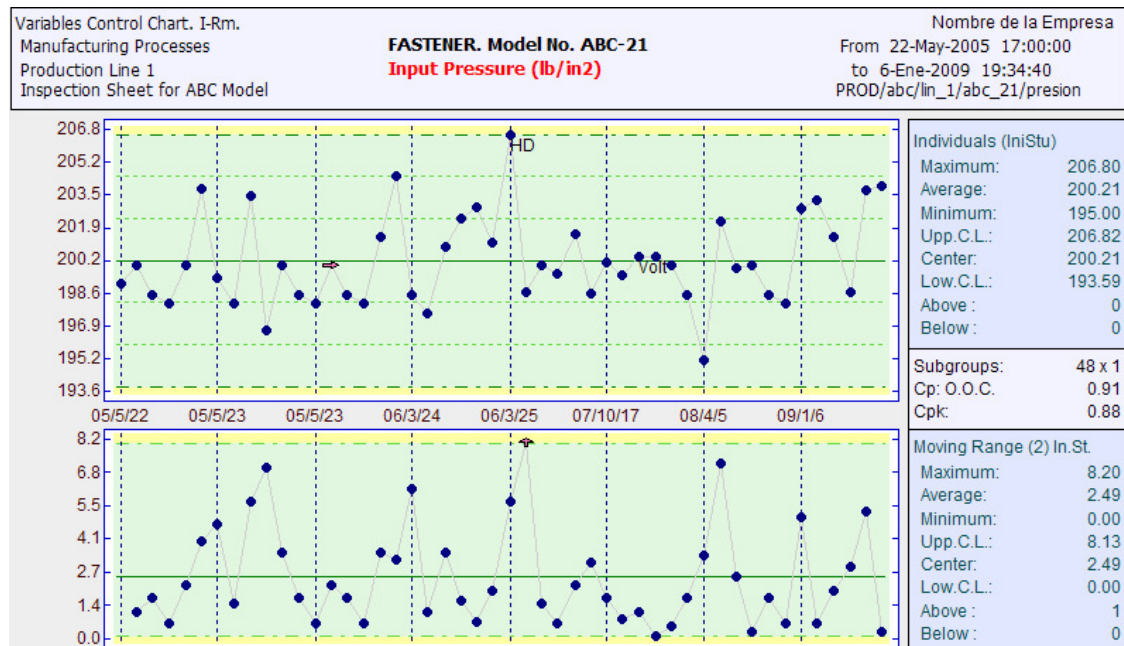 Variables Control Chart. I-Rm.
Manufacturing Processes
Production Line 1
Inspection Sheet for ABC Model
FASTENER. Model No. ABC-21
Input Pressure (lb/in2)
Nombre de la Empresa
From 22-May-2005 17:00:00
to 6-Ene-2009 19:34:40
PROD/abc/lin_1/abc_21/presion
206.8
205.2
203.5
201.9
200.2
198.6
196.9
195.2
193.6
HD
Volt
05/5/22 05/5/23 05/5/23 06/3/24 06/3/25 07/10/17 08/4/5 09/1/6
8.2
6.8
5.5
4.1
2.7
1.4
0.0
Individuals (IniStu)
Maximum: 206.80
Average: 200.21
Minimum: 195.00
Upp.C.L.: 206.82
Center: 200.21
Low.C.L.: 193.59
Above : 0
Below : 0
Subgroups: 48 x 1
Cp: O.O.C. 0.91
Cpk: 0.88
Moving Range (2) In.St.
Maximum: 8.20
Average: 2.49
Minimum: 0.00
Upp.C.L.: 8.13
Center: 2.49
Low.C.L.: 0.00
Above : 1
Below : 0